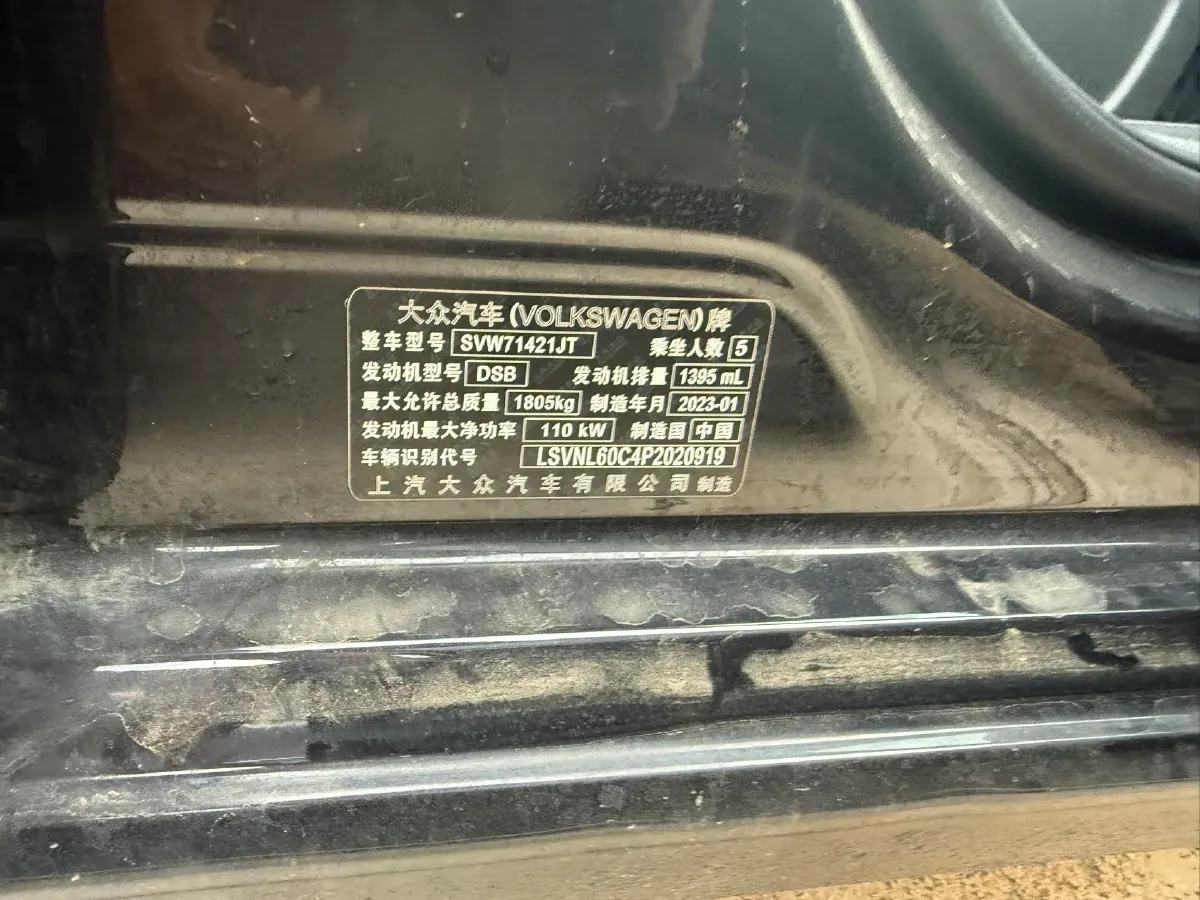 大众汽车(VOLKSWAGEN)牌
整车型号 SVW71421JT 乘坐人数 5
发动机型号 DSB 发动机排量 1395 mL
最大允许总质量 1805kg 制造年月 2023-01
发动机最大净功率 110 kW 制造国 中国
车辆识别代号 LSVNL60C4P2020919
上汽大众汽车有限公司制造